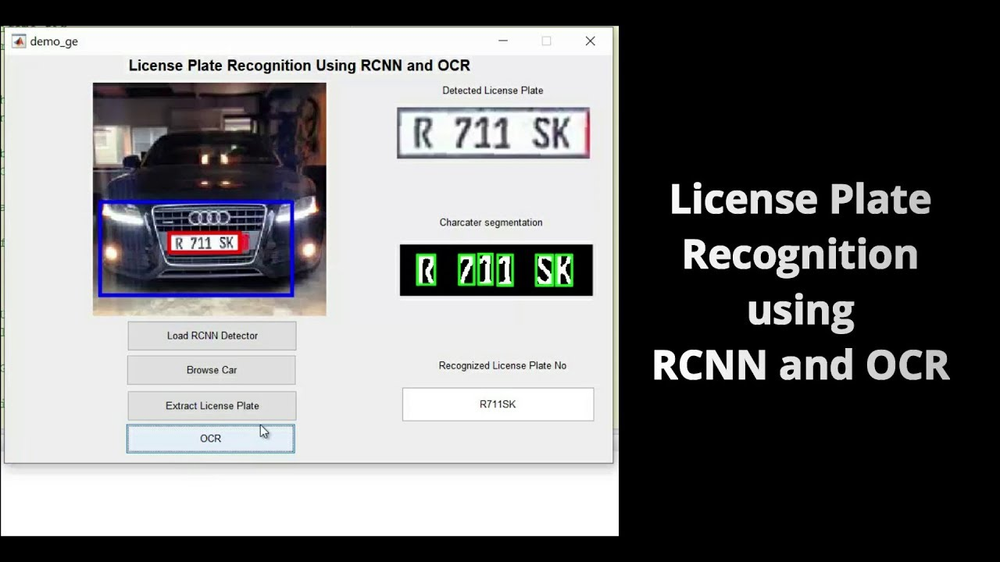 demo_ge
License Plate Recognition Using RCNN and OCR
Detected License Plate
R 711 SK
R 711 SK
Charcater segmentation
R 711 SK
Load RCNN Detector
Browse Car
Extract License Plate
OCR
Recognized License Plate No
R711SK
License Plate
Recognition
using
RCNN and OCR